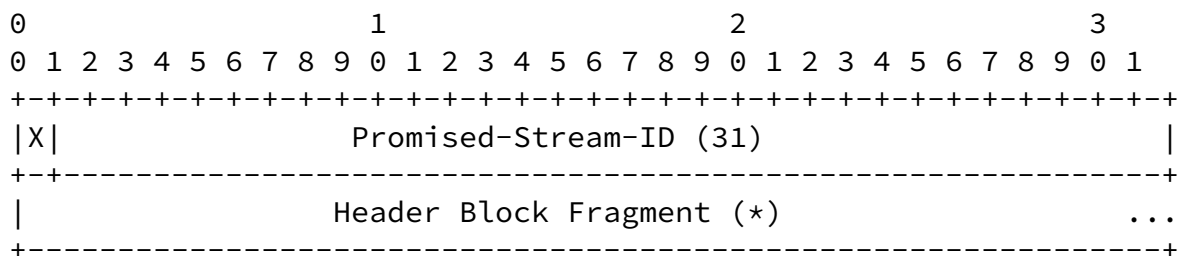 0                   1                   2                   3
0 1 2 3 4 5 6 7 8 9 0 1 2 3 4 5 6 7 8 9 0 1 2 3 4 5 6 7 8 9 0 1
+-+-+-+-+-+-+-+-+-+-+-+-+-+-+-+-+-+-+-+-+-+-+-+-+-+-+-+-+-+-+-+-+
|X|                Promised-Stream-ID (31)                      |
+-+-------------------------------------------------------------+
|                 Header Block Fragment (*)                   ...
+---------------------------------------------------------------+